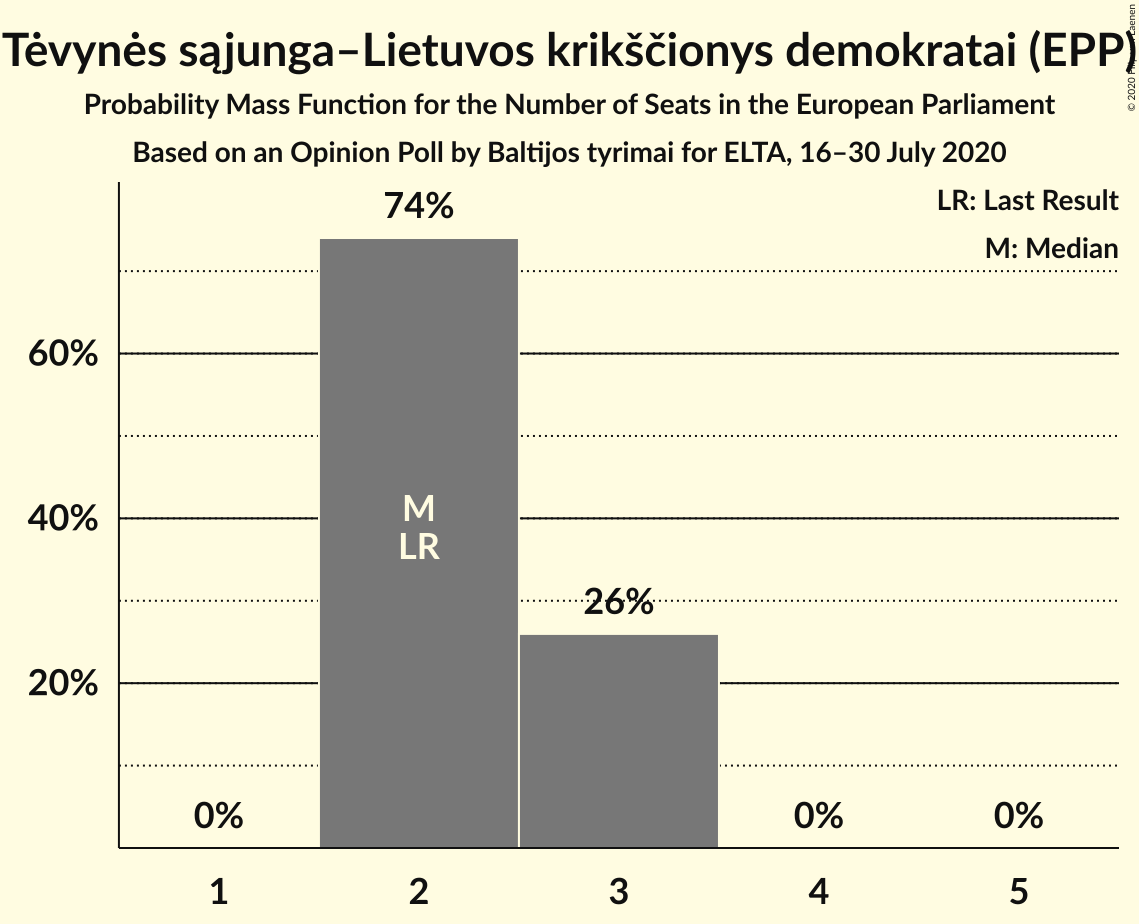 Tėvynės sąjunga–Lietuvos krikščionys demokratai (EPP)
Probability Mass Function for the Number of Seats in the European Parliament
Based on an Opinion Poll by Baltijos tyrimai for ELTA, 16–30 July 2020
© 2020 Laenen
LR: Last Result
M: Median
74%
60%
M
40%
LR
26%
20%
0%
0%
0%
1
2
3
4
5